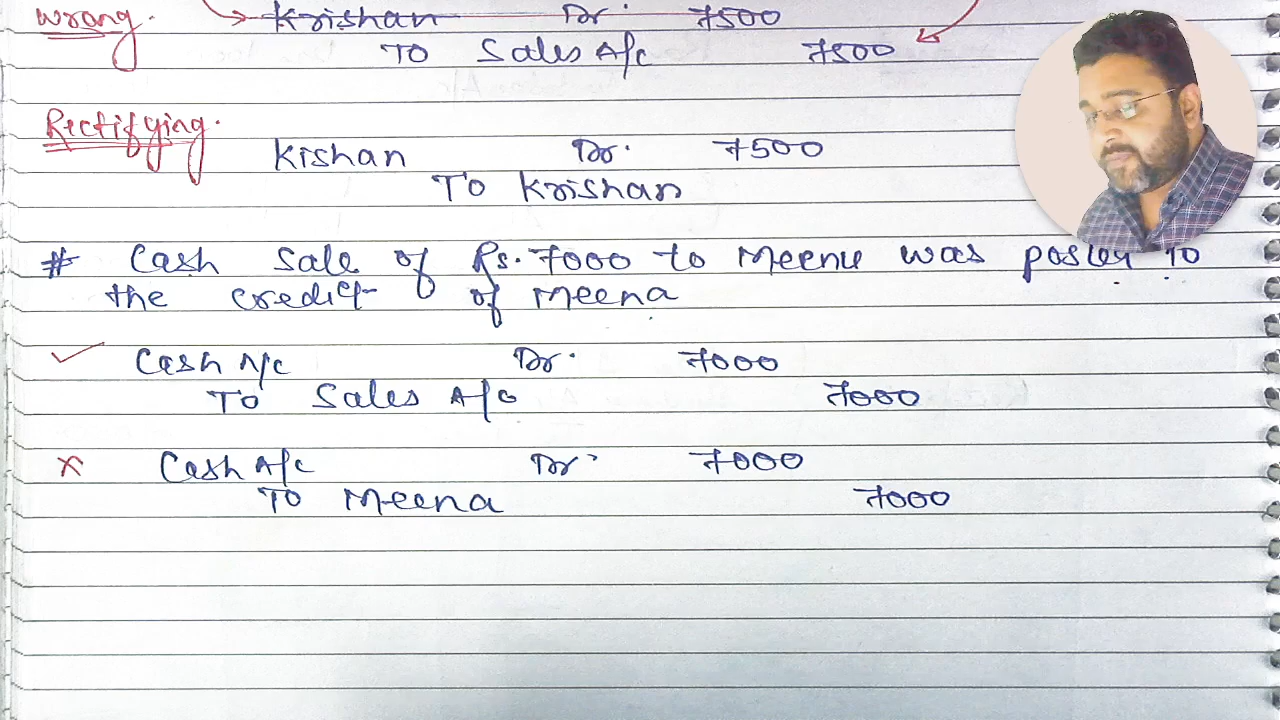 Wrong. → Krishan Dr. 7500
To Sales A/c 7500
Rectifying.
Kishan Dr. 7500
To Krishan
# Cash Sale of Rs. 7000 to Meenu was posted to
the credit of Meena
✓ Cash A/c Dr. 7000
To Sales A/c 7000
× Cash A/c Dr. 7000
To Meena 7000